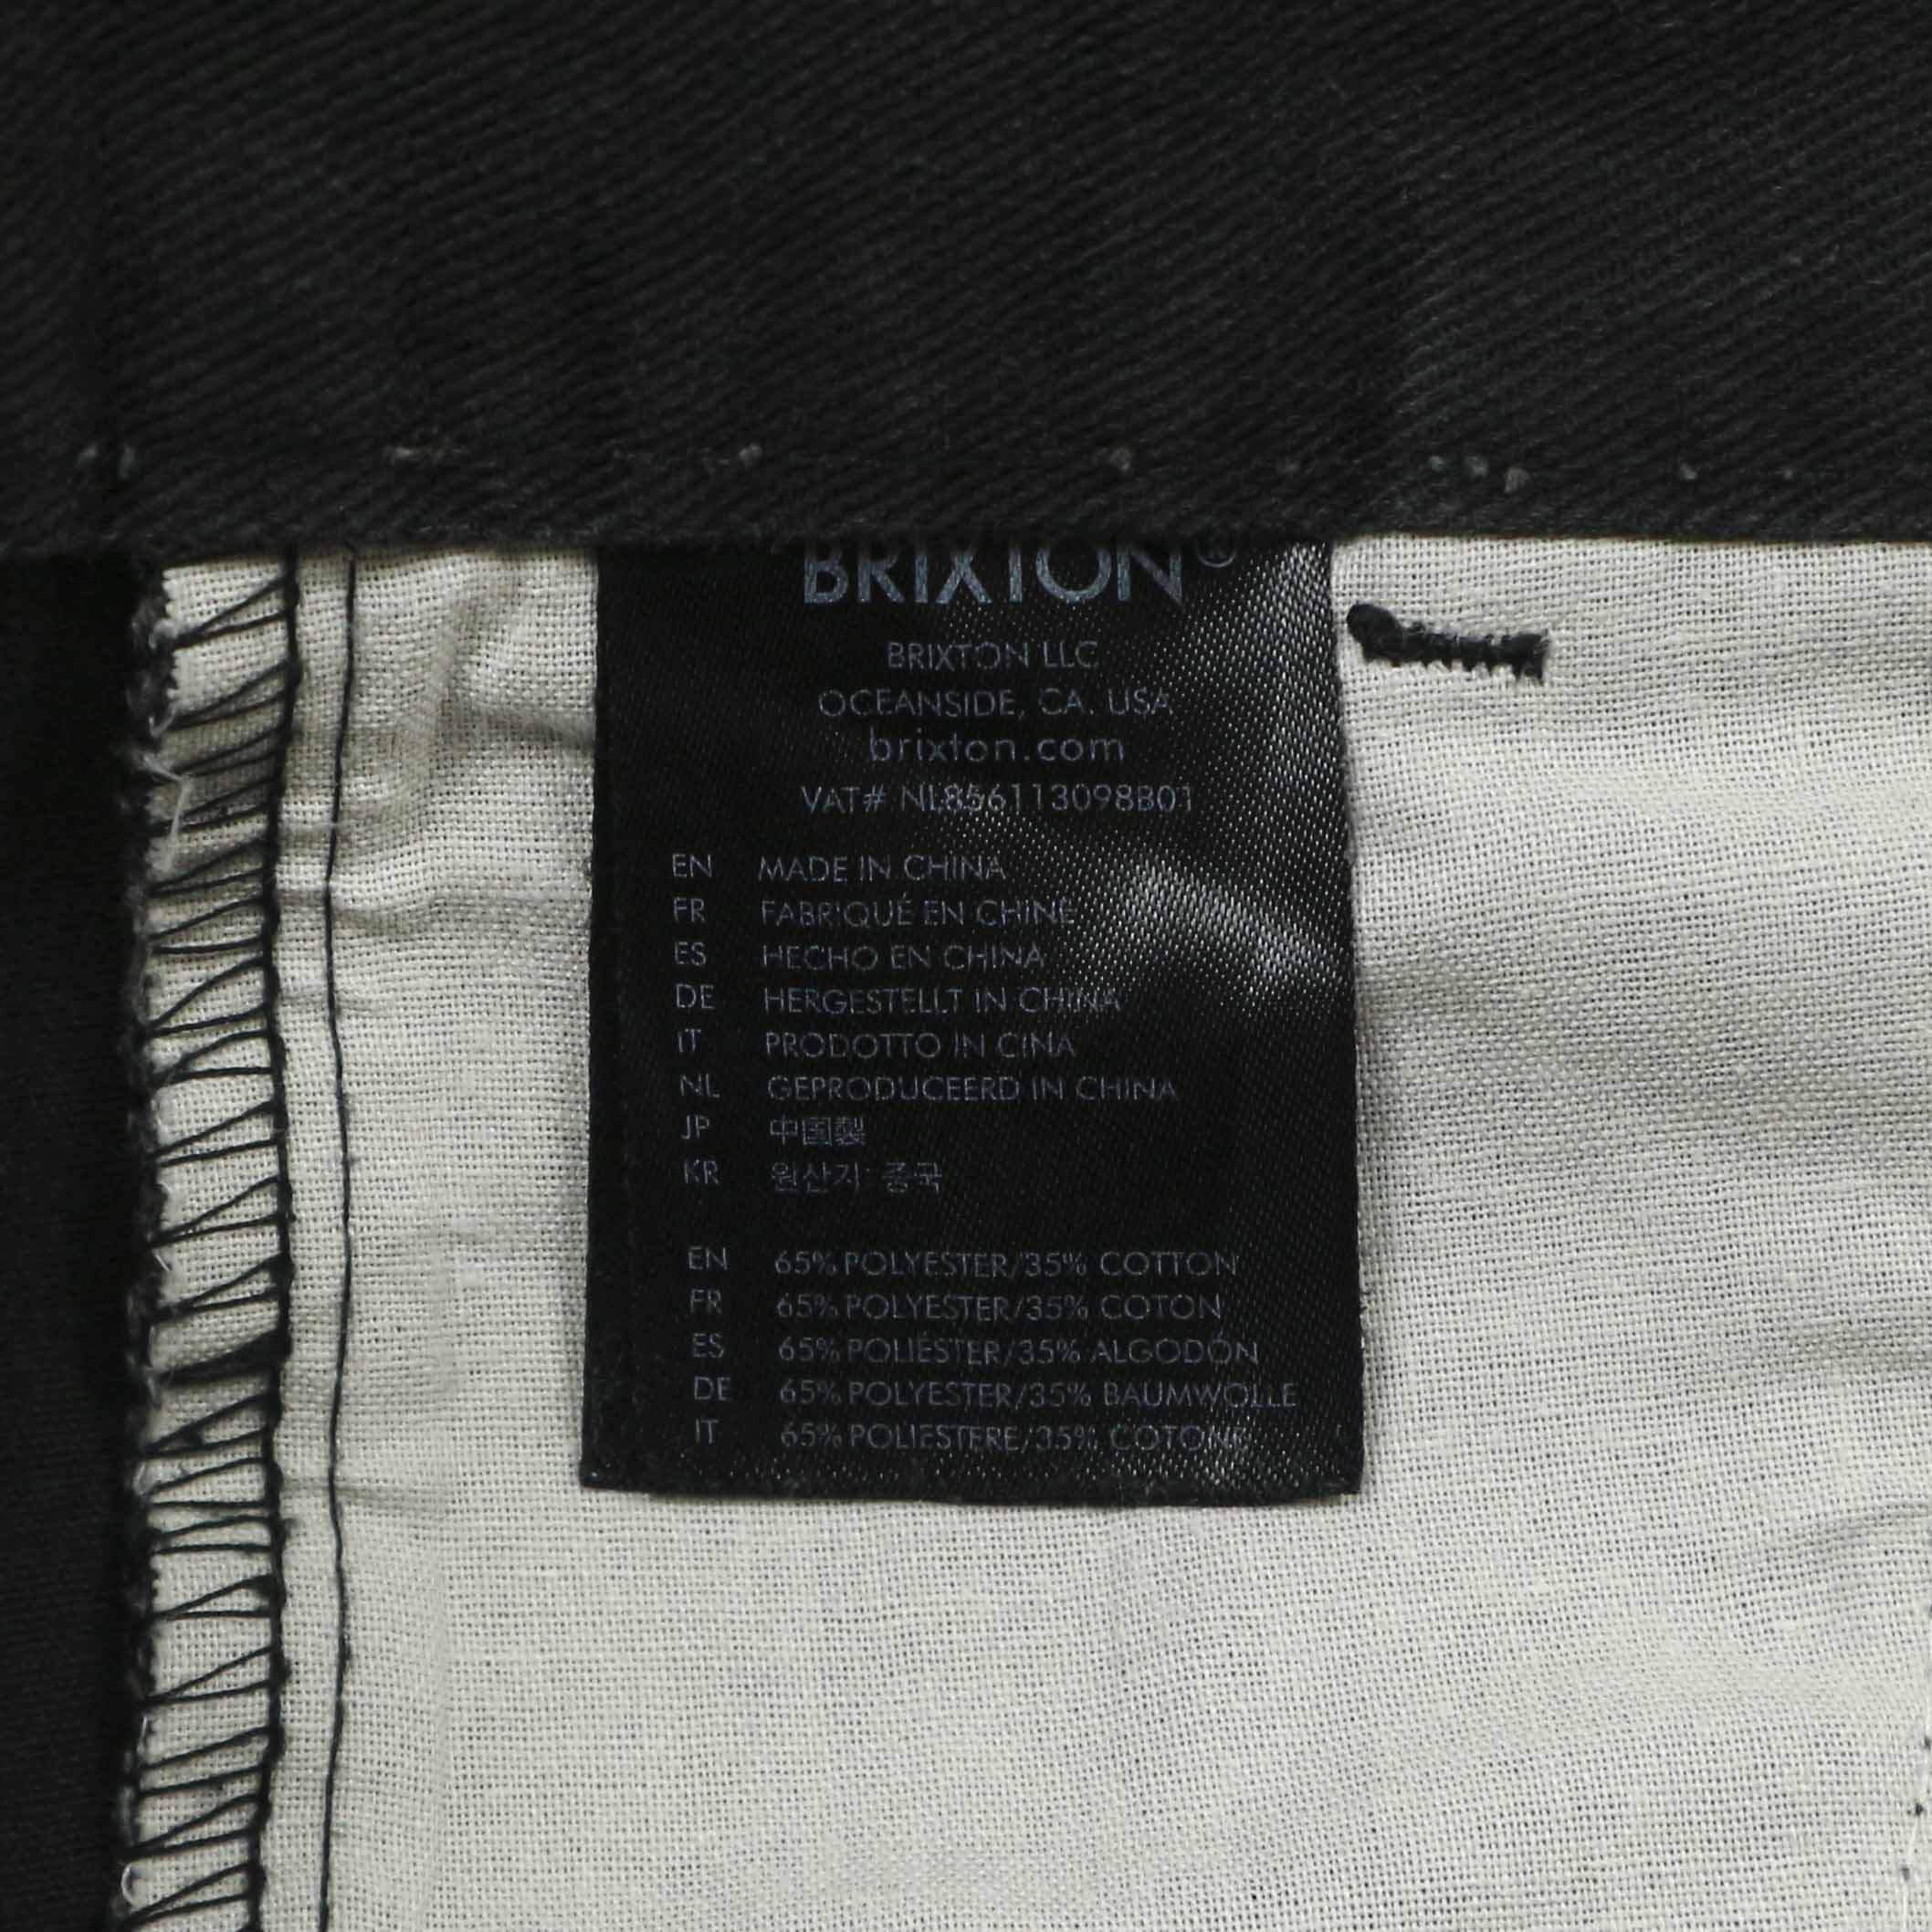 BRIXTON®
BRIXTON LLC
OCEANSIDE, CA. USA
brixton.com
VAT# NL856113098B01
EN MADE IN CHINA
FR FABRIQUÉ EN CHINE
ES HECHO EN CHINA
DE HERGESTELLT IN CHINA
IT PRODOTTO IN CINA
NL GEPRODUCEERD IN CHINA
JP 中国製
KR 원산지: 중국
EN 65% POLYESTER/35% COTTON
FR 65% POLYESTER/35% COTON
ES 65% POLIÉSTER/35% ALGODÓN
DE 65% POLYESTER/35% BAUMWOLLE
IT 65% POLIESTERE/35% COTONE